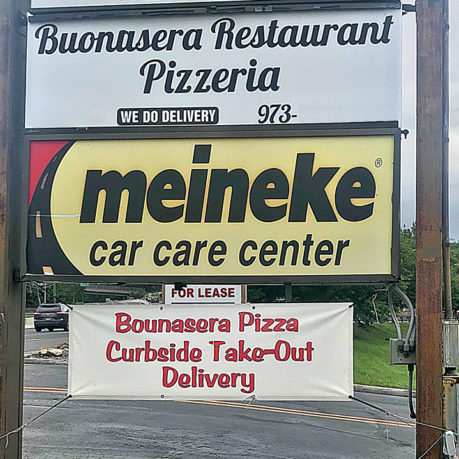 Buonasera Restaurant
Pizzeria
WE DO DELIVERY 973-
meineke®
car care center
FOR LEASE
Bounasera Pizza
Curbside Take-Out
Delivery